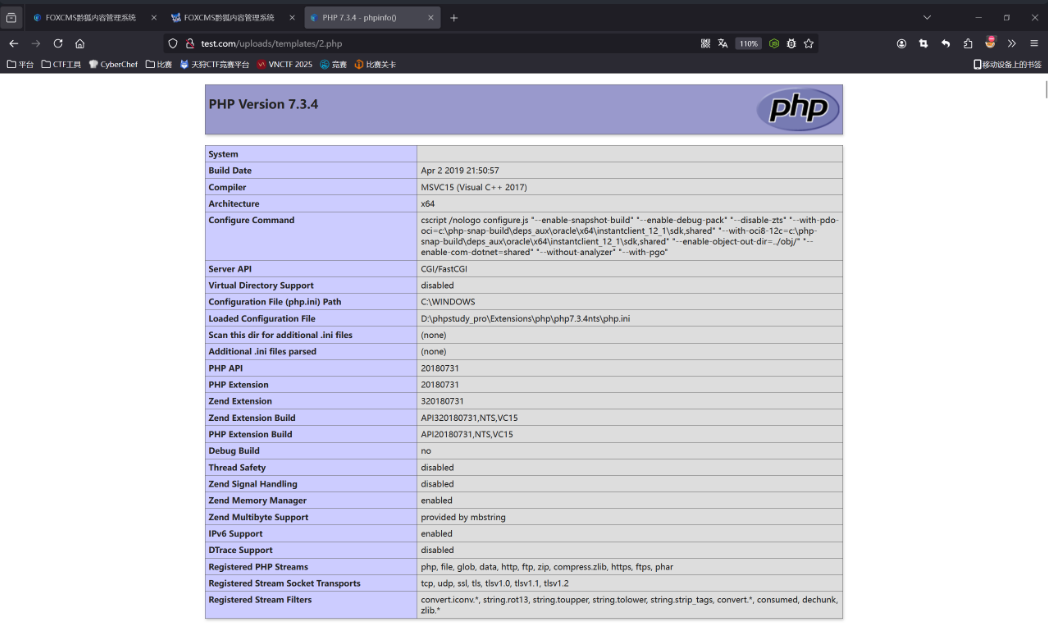 FOXCMS黔狐内容管理系统
FOXCMS黔狐内容管理系统
PHP 7.3.4 - phpinfo()
test.com/uploads/templates/2.php
110%
平台 CTF工具 CyberChef 比赛 天狩CTF竞赛平台 VNCTF 2025 竞赛 比赛关卡 移动设备上的书签
PHP Version 7.3.4
php
System
Build Date Apr 2 2019 21:50:57
Compiler MSVC15 (Visual C++ 2017)
Architecture x64
Configure Command cscript /nologo configure.js "--enable-snapshot-build" "--enable-debug-pack" "--disable-zts" "--with-pdo-
oci=c:\php-snap-build\deps_aux\oracle\x64\instantclient_12_1\sdk,shared" "--with-oci8-12c=c:\php-
snap-build\deps_aux\oracle\x64\instantclient_12_1\sdk,shared" "--enable-object-out-dir=../obj/" "--
enable-com-dotnet=shared" "--without-analyzer" "--with-pgo"
Server API CGI/FastCGI
Virtual Directory Support disabled
Configuration File (php.ini) Path C:\WINDOWS
Loaded Configuration File D:\phpstudy_pro\Extensions\php\php7.3.4nts\php.ini
Scan this dir for additional .ini files (none)
Additional .ini files parsed (none)
PHP API 20180731
PHP Extension 20180731
Zend Extension 320180731
Zend Extension Build API320180731,NTS,VC15
PHP Extension Build API20180731,NTS,VC15
Debug Build no
Thread Safety disabled
Zend Signal Handling disabled
Zend Memory Manager enabled
Zend Multibyte Support provided by mbstring
IPv6 Support enabled
DTrace Support disabled
Registered PHP Streams php, file, glob, data, http, ftp, zip, compress.zlib, https, ftps, phar
Registered Stream Socket Transports tcp, udp, ssl, tls, tlsv1.0, tlsv1.1, tlsv1.2
Registered Stream Filters convert.iconv.*, string.rot13, string.toupper, string.tolower, string.strip_tags, convert.*, consumed, dechunk,
zlib.*